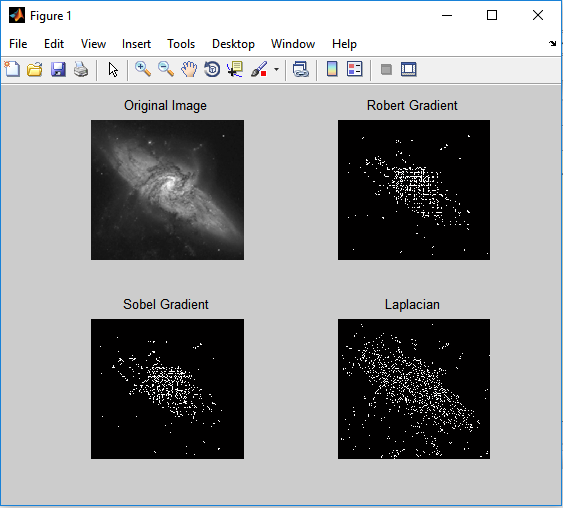 Figure 1
File Edit View Insert Tools Desktop Window Help
Original Image Robert Gradient
Sobel Gradient Laplacian